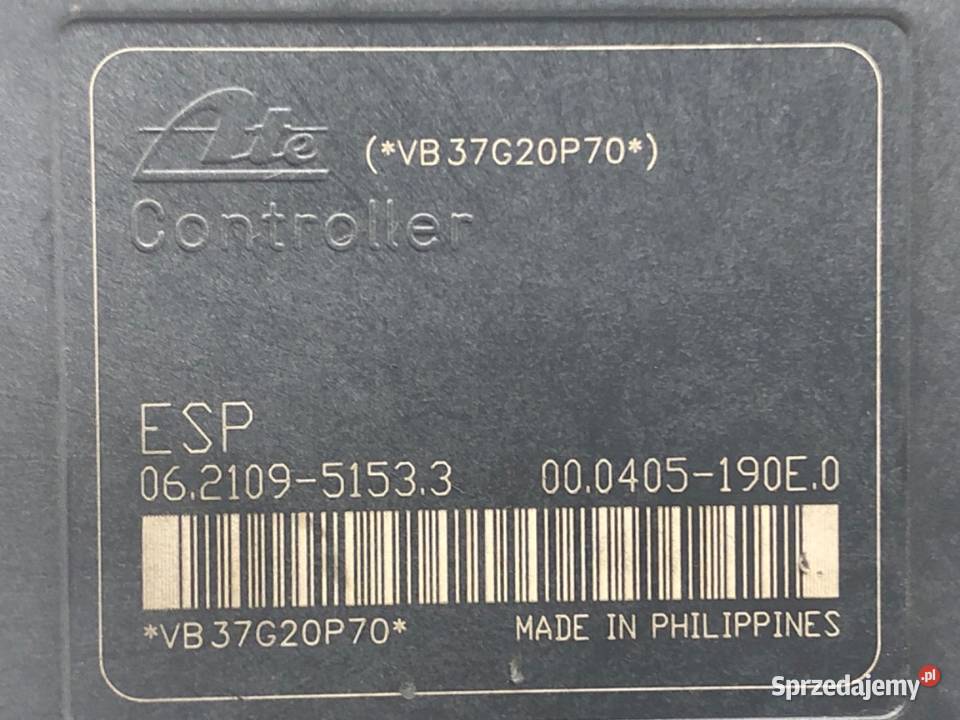 Ate (*VB37G20P70*)
Controller
ESP
06.2109-5153.3 00.0405-190E.0
*VB37G20P70* MADE IN PHILIPPINES
Sprzedajemy.pl